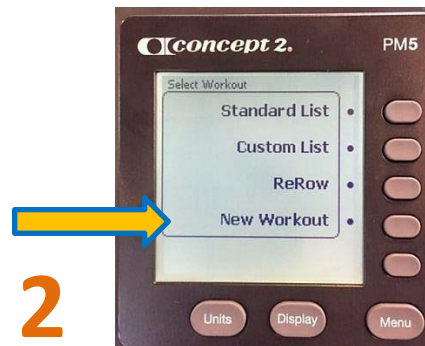 concept 2.
PM5
Select Workout
Standard List
Custom List
ReRow
New Workout
2
Units
Display
Menu